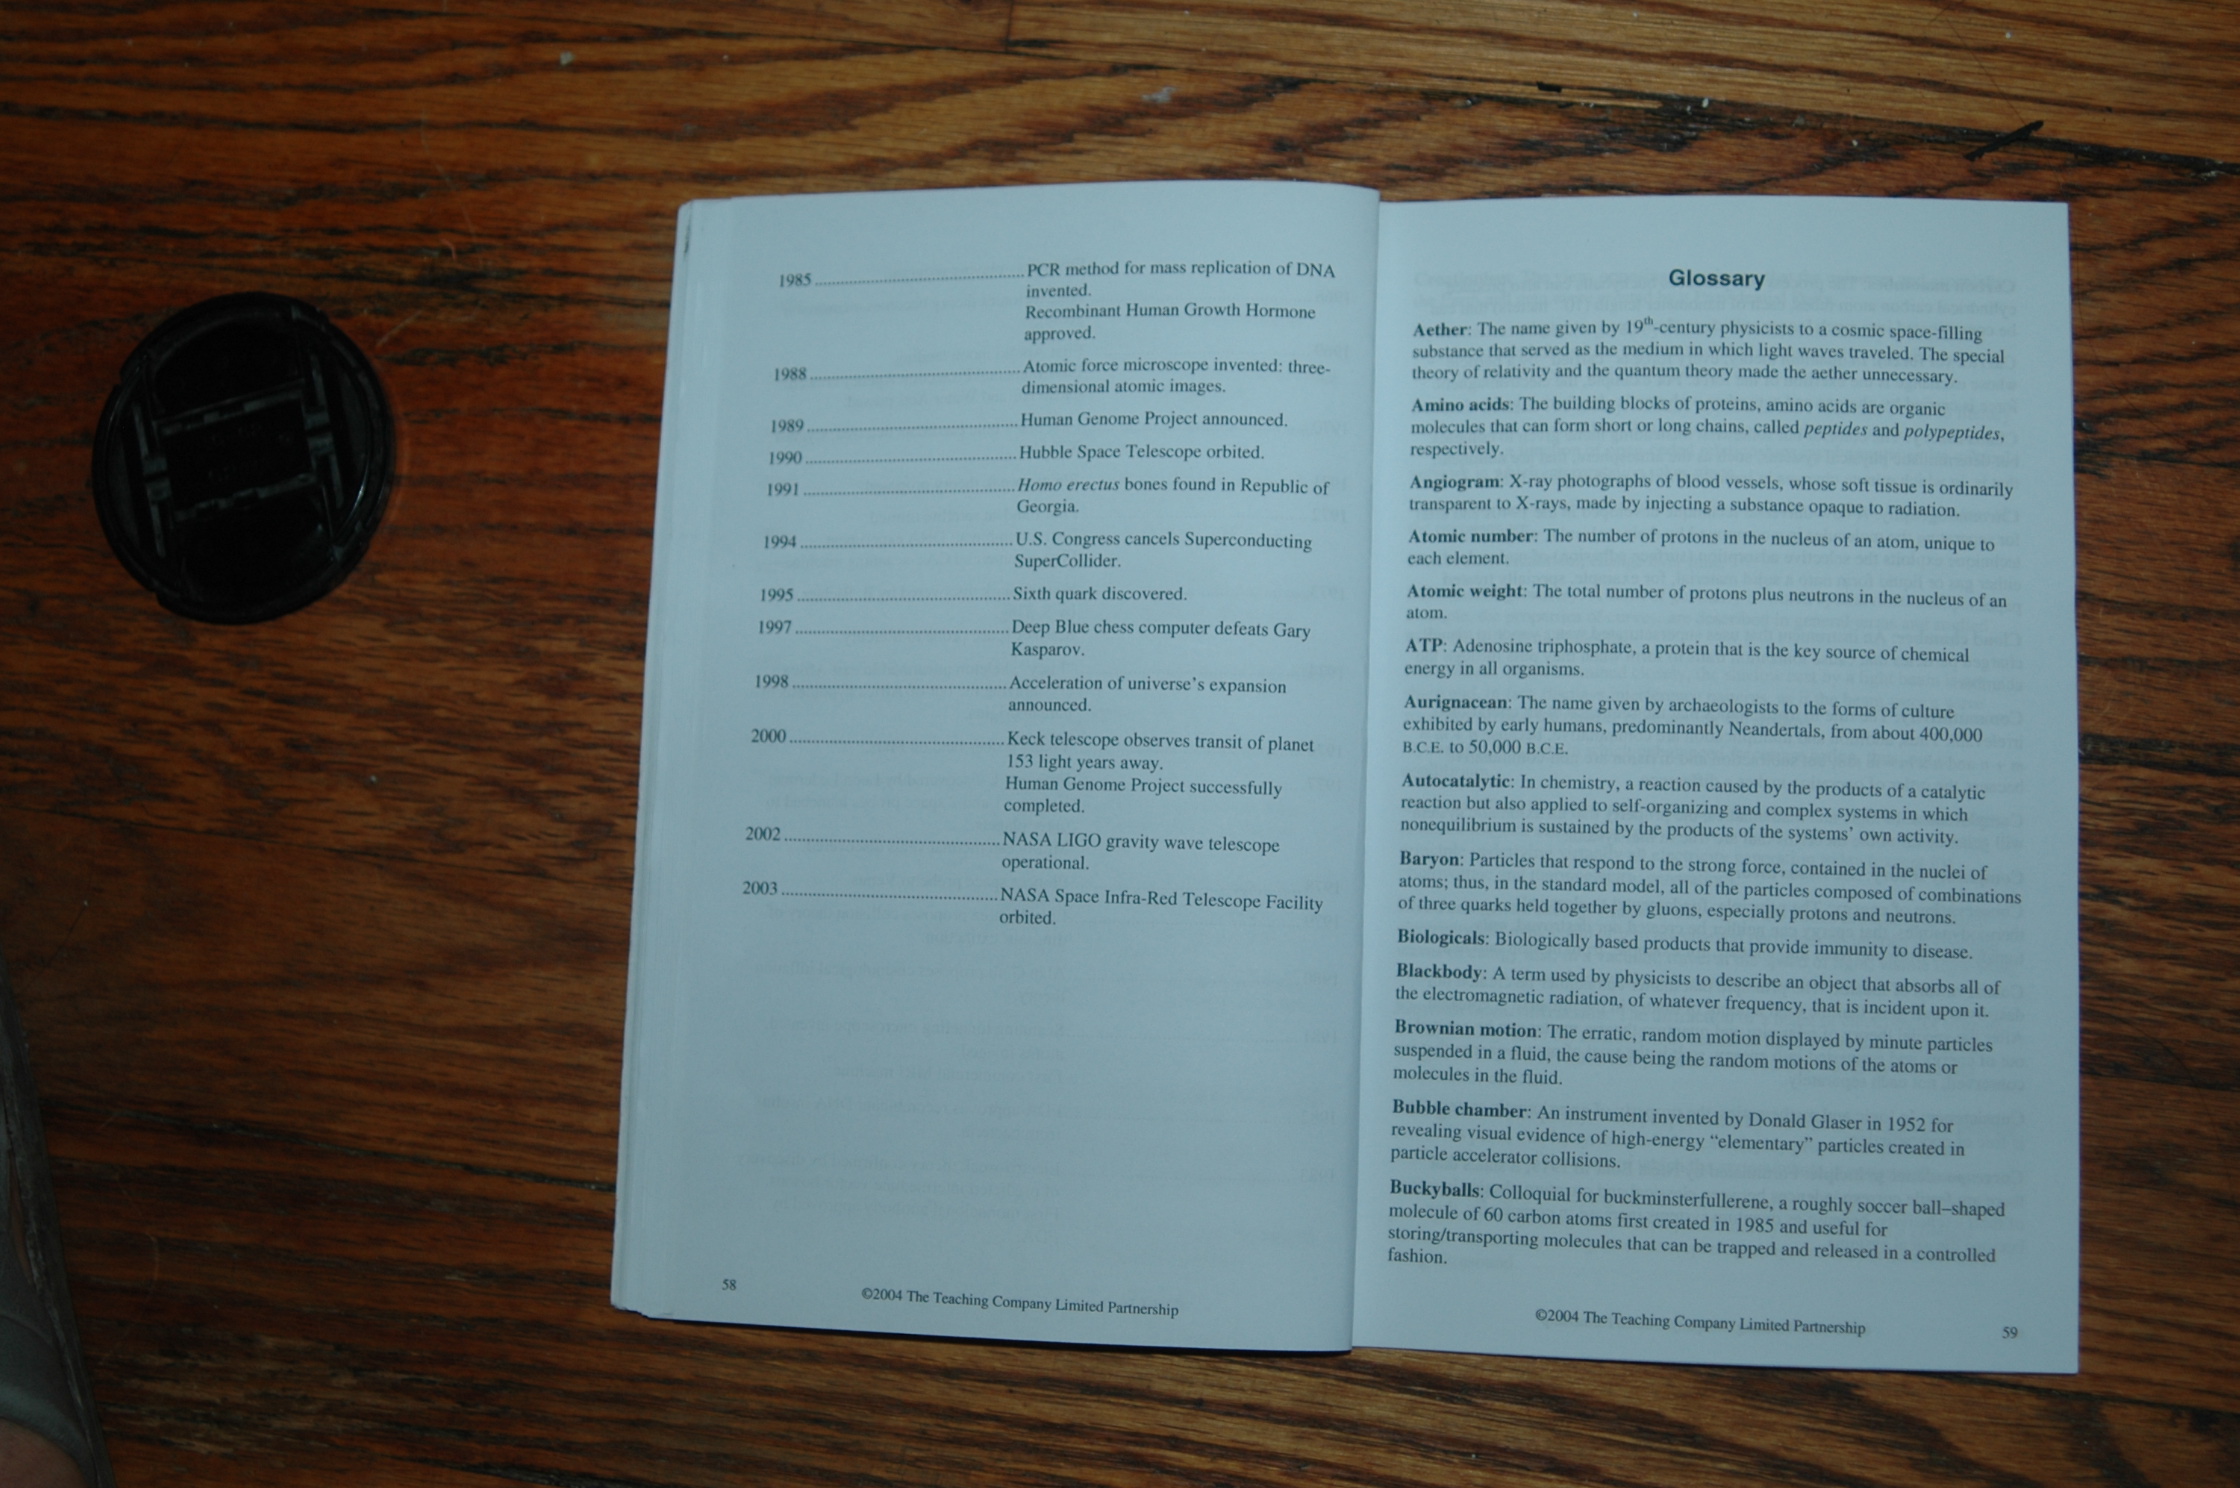 1985 ........ PCR method for mass replication of DNA
invented.
Recombinant Human Growth Hormone
approved.
1988 ........ Atomic force microscope invented: three-
dimensional atomic images.
1989 ........ Human Genome Project announced.
1990 ........ Hubble Space Telescope orbited.
1991 ........ Homo erectus bones found in Republic of
Georgia.
1994 ........ U.S. Congress cancels Superconducting
SuperCollider.
1995 ........ Sixth quark discovered.
1997 ........ Deep Blue chess computer defeats Gary
Kasparov.
1998 ........ Acceleration of universe's expansion
announced.
2000 ........ Keck telescope observes transit of planet
153 light years away.
Human Genome Project successfully
completed.
2002 ........ NASA LIGO gravity wave telescope
operational.
2003 ........ NASA Space Infra-Red Telescope Facility
orbited.
58
©2004 The Teaching Company Limited Partnership
Glossary
Aether: The name given by 19th-century physicists to a cosmic space-filling
substance that served as the medium in which light waves traveled. The special
theory of relativity and the quantum theory made the aether unnecessary.
Amino acids: The building blocks of proteins, amino acids are organic
molecules that can form short or long chains, called peptides and polypeptides,
respectively.
Angiogram: X-ray photographs of blood vessels, whose soft tissue is ordinarily
transparent to X-rays, made by injecting a substance opaque to radiation.
Atomic number: The number of protons in the nucleus of an atom, unique to
each element.
Atomic weight: The total number of protons plus neutrons in the nucleus of an
atom.
ATP: Adenosine triphosphate, a protein that is the key source of chemical
energy in all organisms.
Aurignacean: The name given by archaeologists to the forms of culture
exhibited by early humans, predominantly Neandertals, from about 400,000
B.C.E. to 50,000 B.C.E.
Autocatalytic: In chemistry, a reaction caused by the products of a catalytic
reaction but also applied to self-organizing and complex systems in which
nonequilibrium is sustained by the products of the systems' own activity.
Baryon: Particles that respond to the strong force, contained in the nuclei of
atoms; thus, in the standard model, all of the particles composed of combinations
of three quarks held together by gluons, especially protons and neutrons.
Biologicals: Biologically based products that provide immunity to disease.
Blackbody: A term used by physicists to describe an object that absorbs all of
the electromagnetic radiation, of whatever frequency, that is incident upon it.
Brownian motion: The erratic, random motion displayed by minute particles
suspended in a fluid, the cause being the random motions of the atoms or
molecules in the fluid.
Bubble chamber: An instrument invented by Donald Glaser in 1952 for
revealing visual evidence of high-energy "elementary" particles created in
particle accelerator collisions.
Buckyballs: Colloquial for buckminsterfullerene, a roughly soccer ball–shaped
molecule of 60 carbon atoms first created in 1985 and useful for
storing/transporting molecules that can be trapped and released in a controlled
fashion.
©2004 The Teaching Company Limited Partnership
59